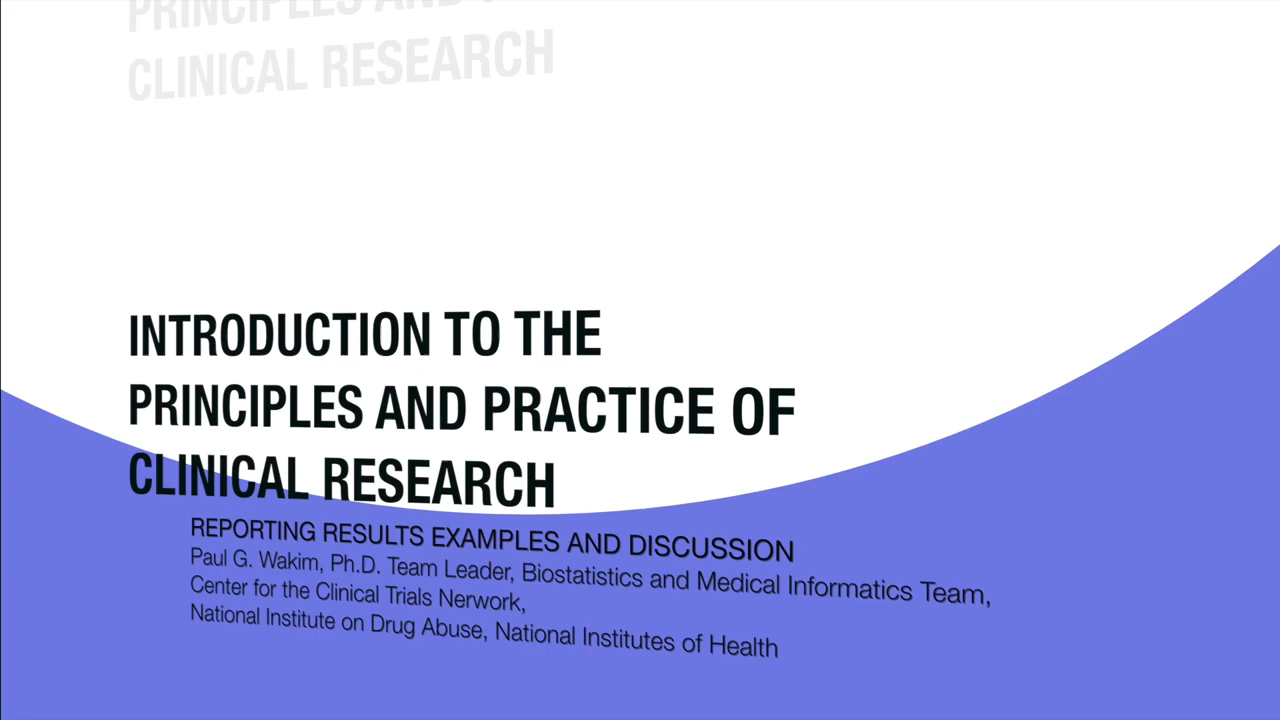 PRINCIPLES AND
CLINICAL RESEARCH
INTRODUCTION TO THE
PRINCIPLES AND PRACTICE OF
CLINICAL RESEARCH
REPORTING RESULTS EXAMPLES AND DISCUSSION
Paul G. Wakim, Ph.D. Team Leader, Biostatistics and Medical Informatics Team,
Center for the Clinical Trials Nerwork,
National Institute on Drug Abuse, National Institutes of Health